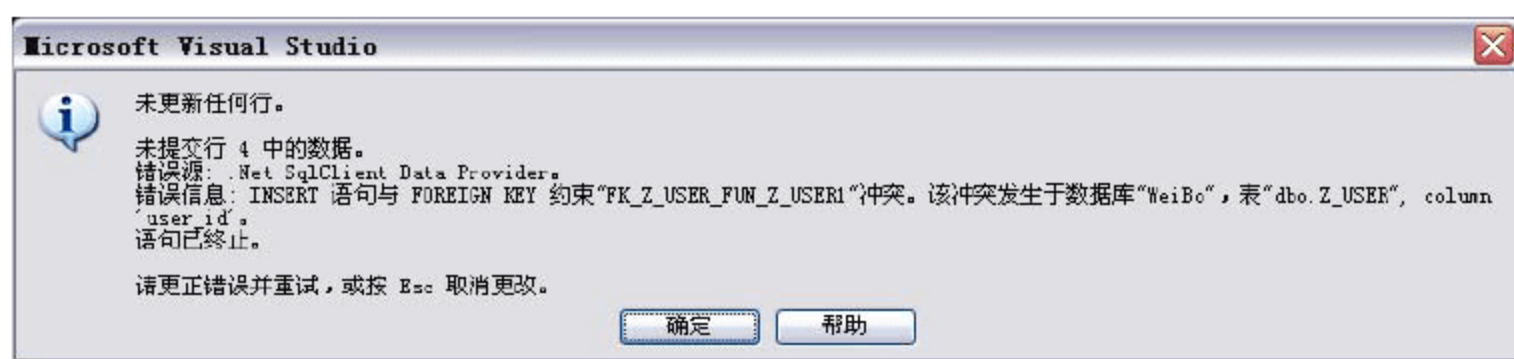 Microsoft Visual Studio
未更新任何行。
未提交行 4 中的数据。
错误源: .Net SqlClient Data Provider。
错误信息: INSERT 语句与 FOREIGN KEY 约束“FK_Z_USER_FUN_Z_USER1”冲突。该冲突发生于数据库“WeiBo”，表“dbo.Z_USER”, column
'user_id'。
语句已终止。
请更正错误并重试，或按 Esc 取消更改。
确定 帮助